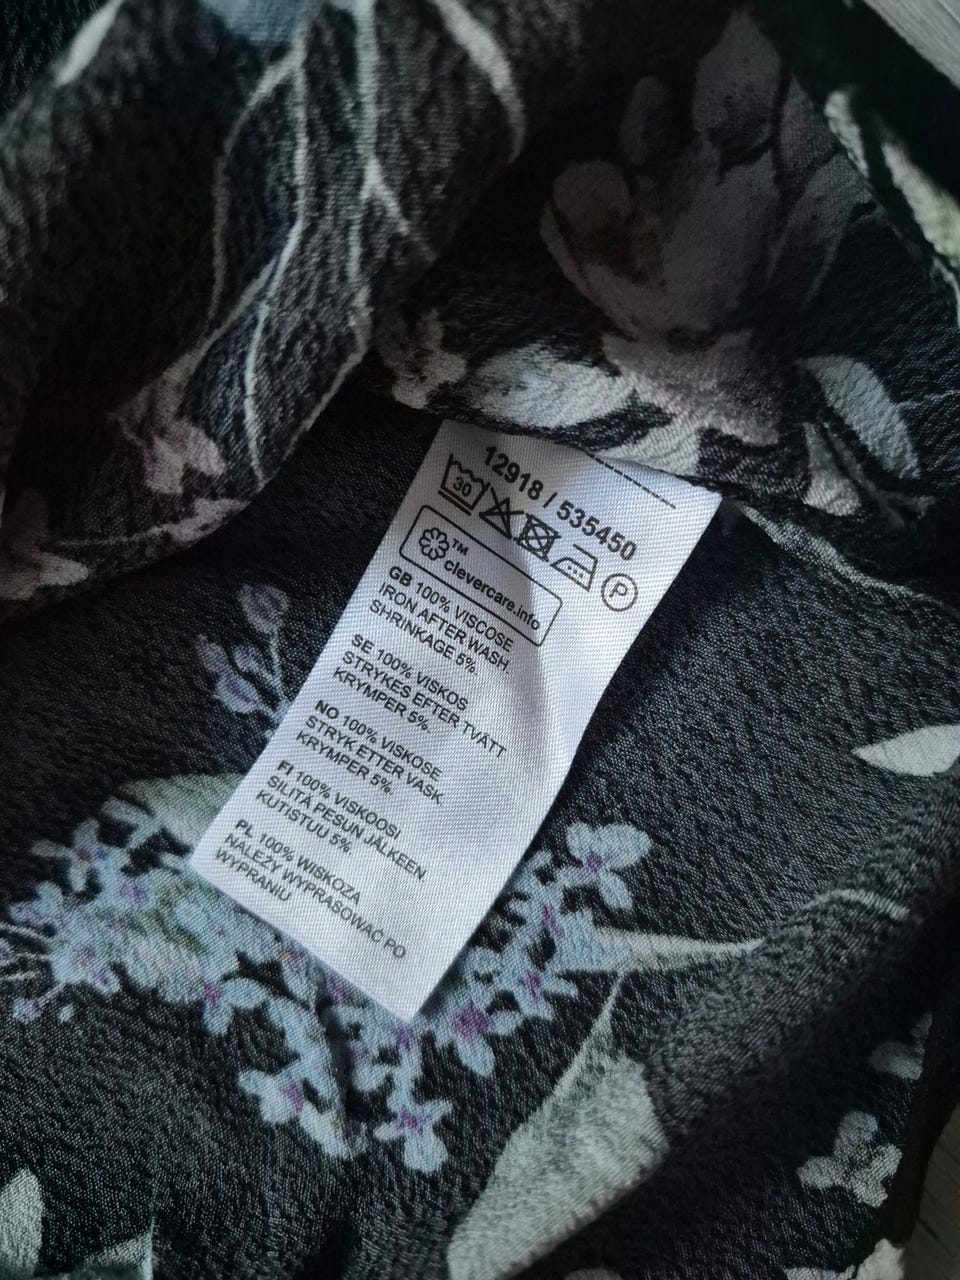 12918 / 535450
30 P
™
clevercare.info
GB 100% VISCOSE
IRON AFTER WASH.
SHRINKAGE 5%.
SE 100% VISKOS
STRYKES EFTER TVÄTT
KRYMPER 5%.
NO 100% VISKOSE
STRYK ETTER VASK.
KRYMPER 5%.
FI 100% VISKOOSI
SILITÄ PESUN JÄLKEEN
KUTISTUU 5%.
PL 100% WISKOZA
NALEŻY WYPRASOWAĆ PO
WYPRANIU